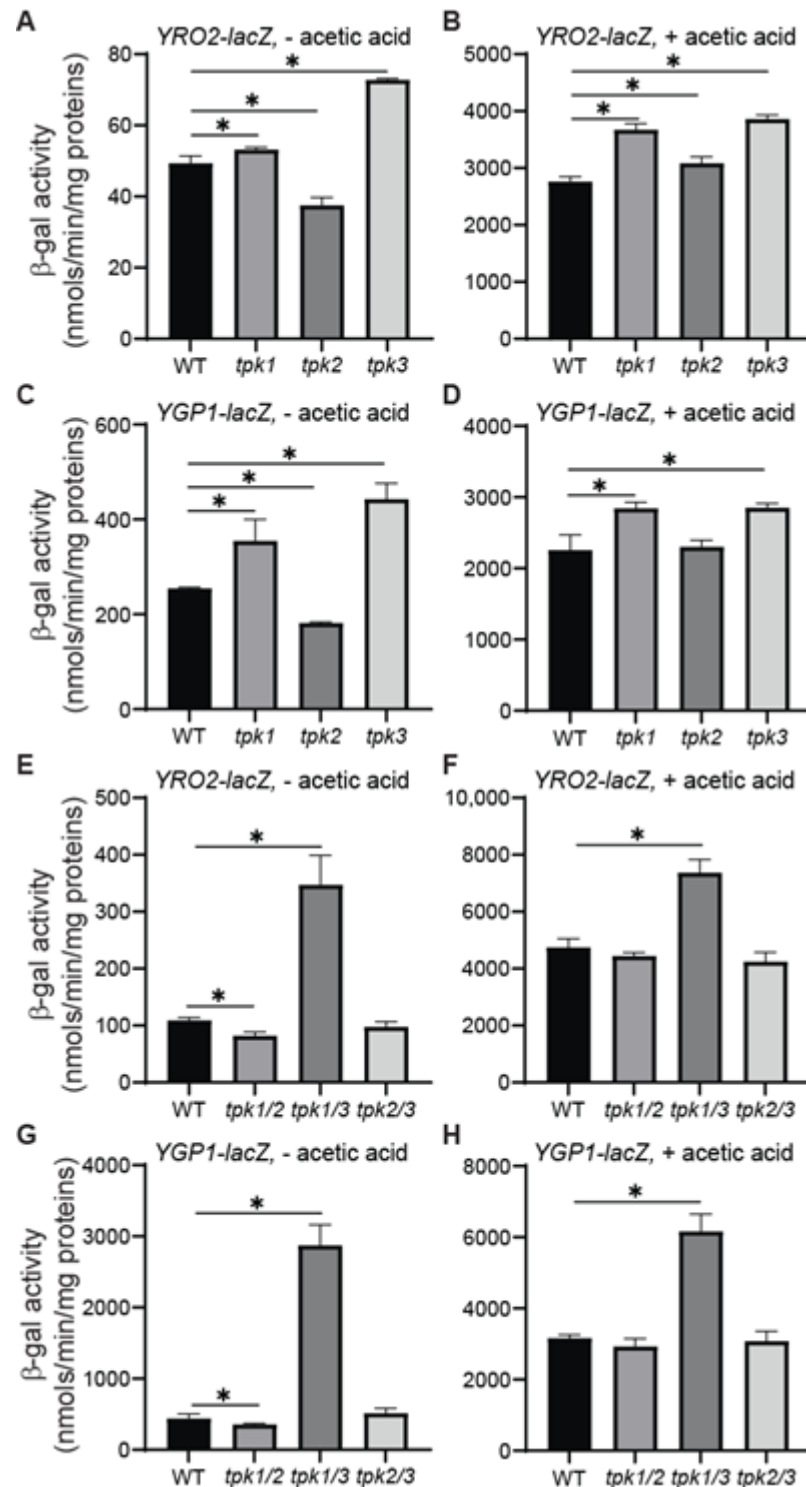 A
YRO2-lacZ, - acetic acid
β-gal activity
(nmols/min/mg proteins)
80
60
40
20
0
*
*
*
WT tpk1 tpk2 tpk3
B
YRO2-lacZ, + acetic acid
5000
4000
3000
2000
1000
0
*
*
*
WT tpk1 tpk2 tpk3
C
YGP1-lacZ, - acetic acid
β-gal activity
(nmols/min/mg proteins)
600
400
200
0
*
*
*
WT tpk1 tpk2 tpk3
D
YGP1-lacZ, + acetic acid
4000
3000
2000
1000
0
*
*
WT tpk1 tpk2 tpk3
E
YRO2-lacZ, - acetic acid
β-gal activity
(nmols/min/mg proteins)
500
400
300
200
100
0
*
*
WT tpk1/2 tpk1/3 tpk2/3
F
YRO2-lacZ, + acetic acid
10,000
8000
6000
4000
2000
0
*
WT tpk1/2 tpk1/3 tpk2/3
G
YGP1-lacZ, - acetic acid
β-gal activity
(nmols/min/mg proteins)
4000
3000
2000
1000
0
*
*
WT tpk1/2 tpk1/3 tpk2/3
H
YGP1-lacZ, + acetic acid
8000
6000
4000
2000
0
*
WT tpk1/2 tpk1/3 tpk2/3